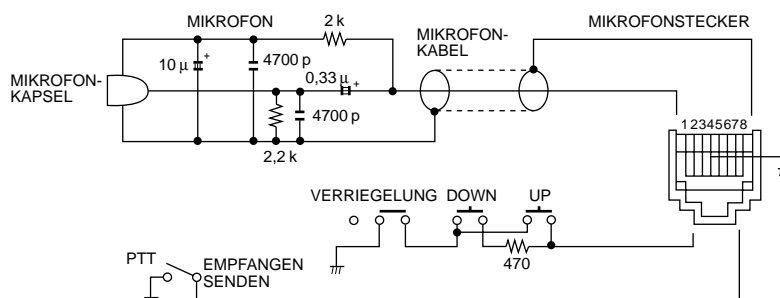 MIKROFON
2 k
MIKROFON-
KABEL
MIKROFONSTECKER
10 µ
+
4700 p
MIKROFON-
KAPSEL
0,33 µ
+
4700 p
2,2 k
12345678
VERRIEGELUNG
DOWN
UP
470
PTT
EMPFANGEN
SENDEN